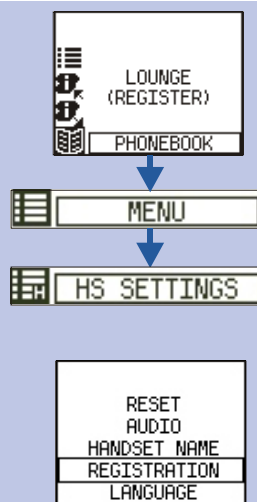 LOUNGE
(REGISTER)
PHONEBOOK
MENU
HS SETTINGS
RESET
AUDIO
HANDSET NAME
REGISTRATION
LANGUAGE